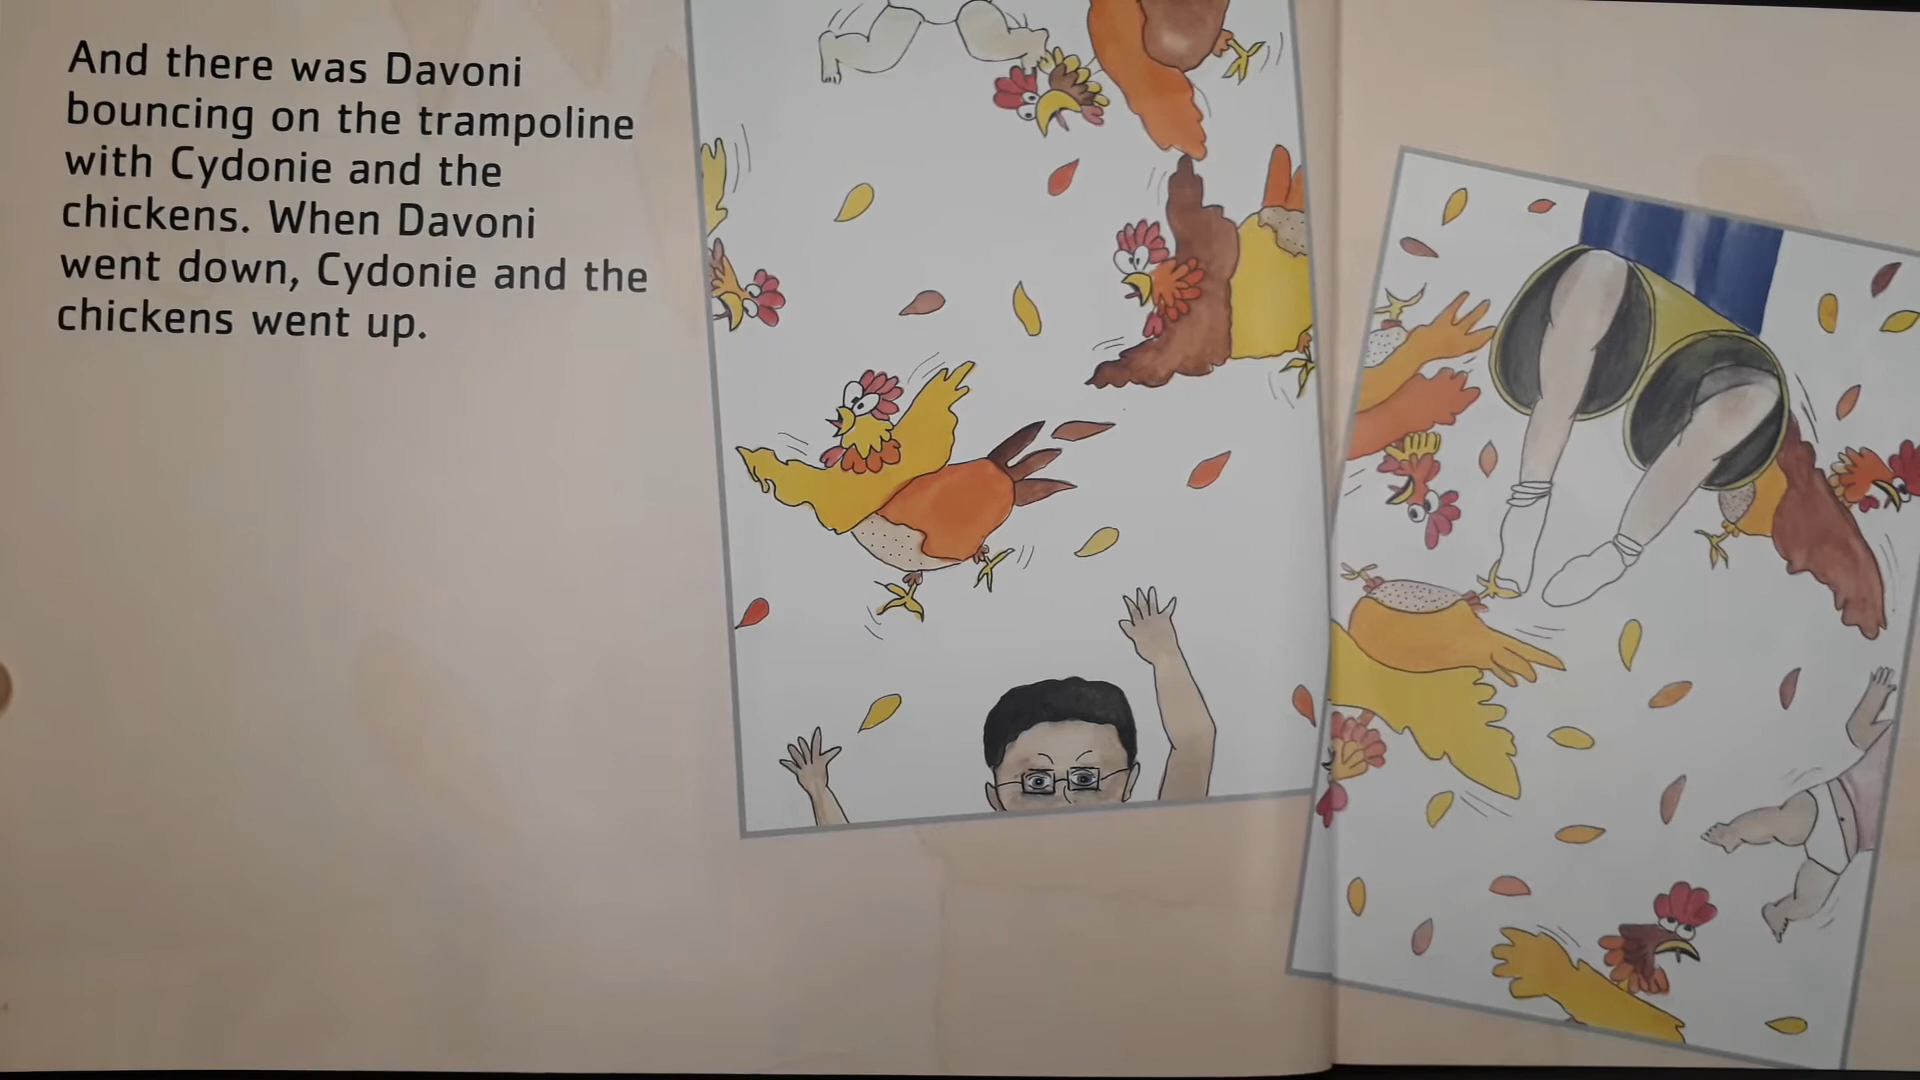 And there was Davoni
bouncing on the trampoline
with Cydonie and the
chickens. When Davoni
went down, Cydonie and the
chickens went up.